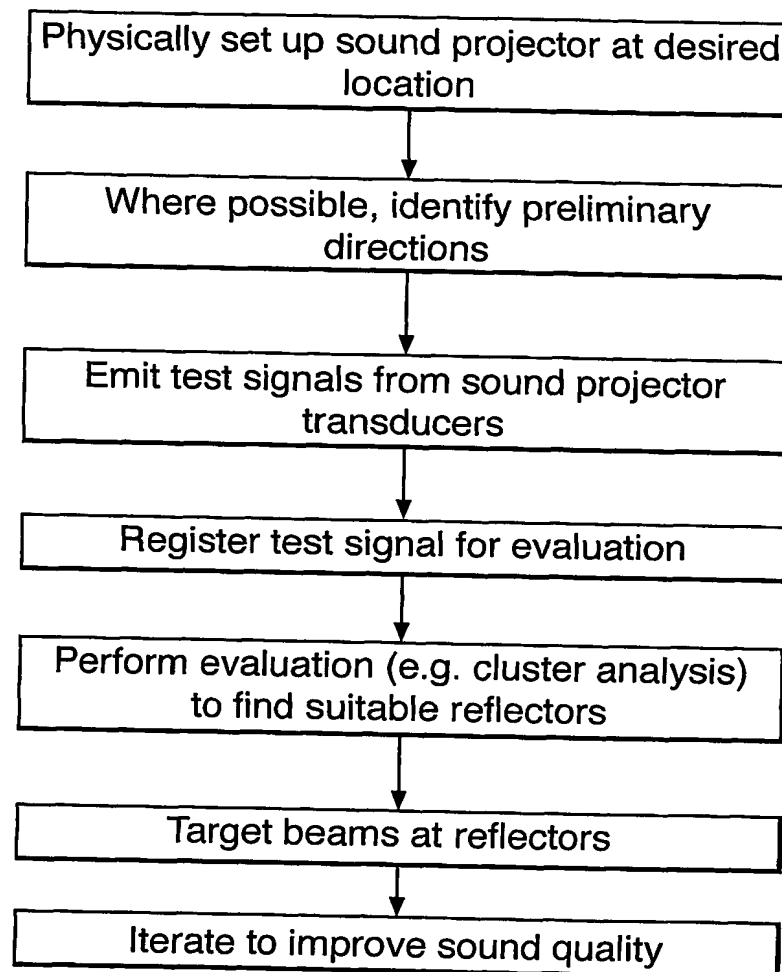 Physically set up sound projector at desired
location
Where possible, identify preliminary
directions
Emit test signals from sound projector
transducers
Register test signal for evaluation
Perform evaluation (e.g. cluster analysis)
to find suitable reflectors
Target beams at reflectors
Iterate to improve sound quality